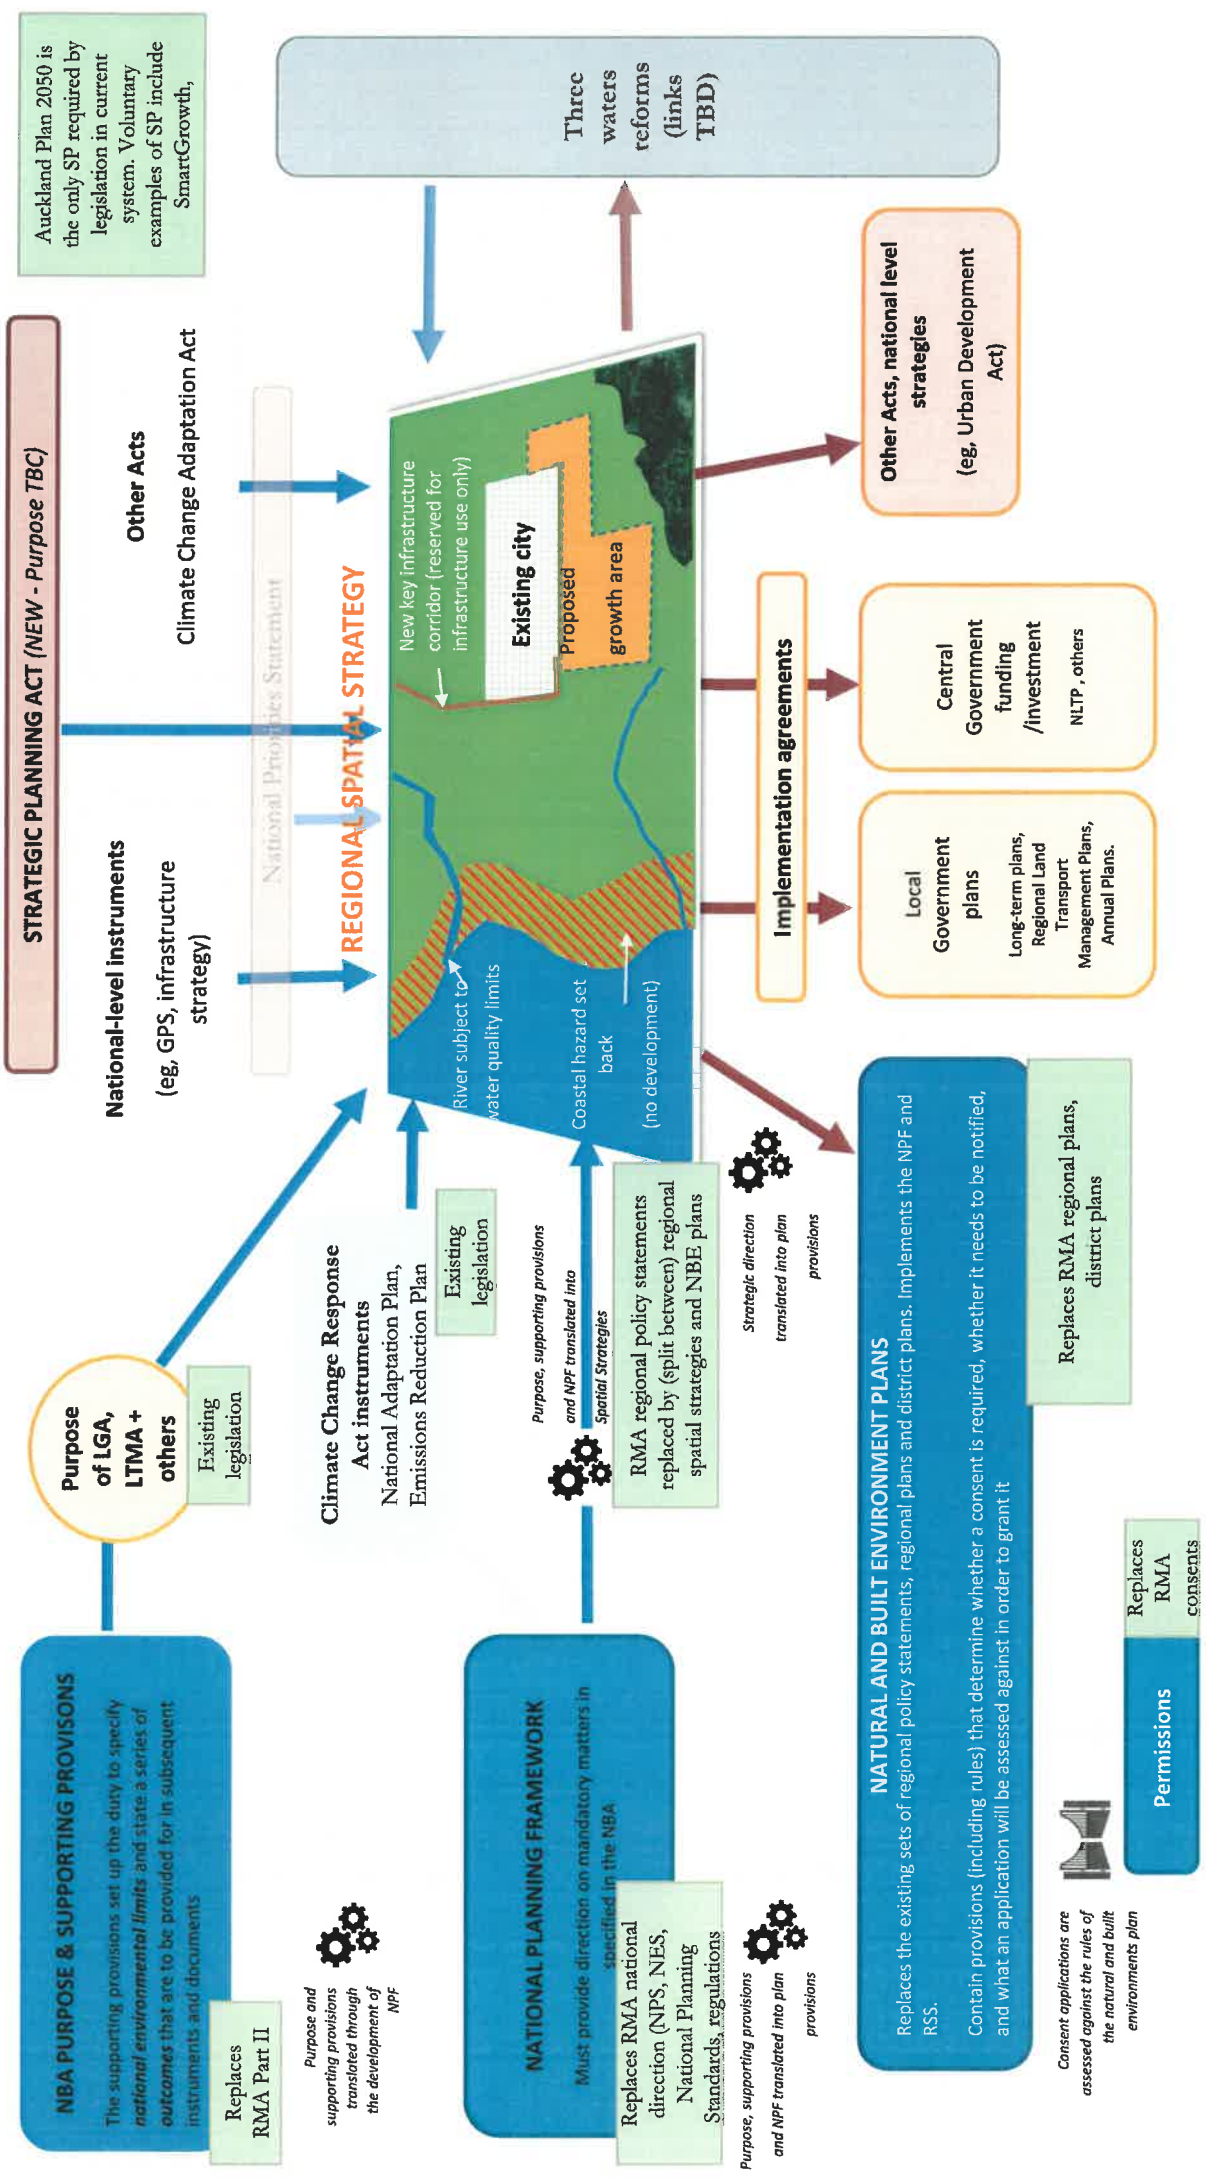 STRATEGIC PLANNING ACT (NEW - Purpose TBC)
Auckland Plan 2050 is
the only SP required by
legislation in current
system. Voluntary
examples of SP include
SmartGrowth,
NBA PURPOSE & SUPPORTING PROVISONS
The supporting provisions set up the duty to specify
national environmental limits and state a series of
outcomes that are to be provided for in subsequent
instruments and documents
Replaces
RMA Part II
Purpose
of LGA,
LTMA +
others
Existing
legislation
National-level instruments
(eg, GPS, infrastructure
strategy)
Other Acts
Climate Change Adaptation Act
National Priorities Statement
REGIONAL SPATIAL STRATEGY
Purpose and
supporting provisions
translated through
the development of
NPF
Climate Change Response
Act instruments
National Adaptation Plan,
Emissions Reduction Plan
Existing
legislation
River subject to
water quality limits
Coastal hazard set
back
(no development)
New key infrastructure
corridor (reserved for
infrastructure use only)
Existing city
Proposed
growth area
Three
waters
reforms
(links
TBD)
NATIONAL PLANNING FRAMEWORK
Must provide direction on mandatory matters in
specified in the NBA
Replaces RMA national
direction (NPS, NES,
National Planning
Standards, regulations
Purpose, supporting provisions
and NPF translated into
Spatial Strategies
RMA regional policy statements
replaced by (split between) regional
spatial strategies and NBE plans
Purpose, supporting provisions
and NPF translated into plan
provisions
Strategic direction
translated into plan
provisions
Implementation agreements
Local
Government
plans
Long-term plans,
Regional Land
Transport
Management Plans,
Annual Plans.
Central
Government
funding
/investment
NLTP , others
Other Acts, national level
strategies
(eg, Urban Development
Act)
NATURAL AND BUILT ENVIRONMENT PLANS
Replaces the existing sets of regional policy statements, regional plans and district plans. Implements the NPF and
RSS.
Contain provisions (including rules) that determine whether a consent is required, whether it needs to be notified,
and what an application will be assessed against in order to grant it
Replaces RMA regional plans,
district plans
Consent applications are
assessed against the rules of
the natural and built
environments plan
Permissions
Replaces
RMA
consents